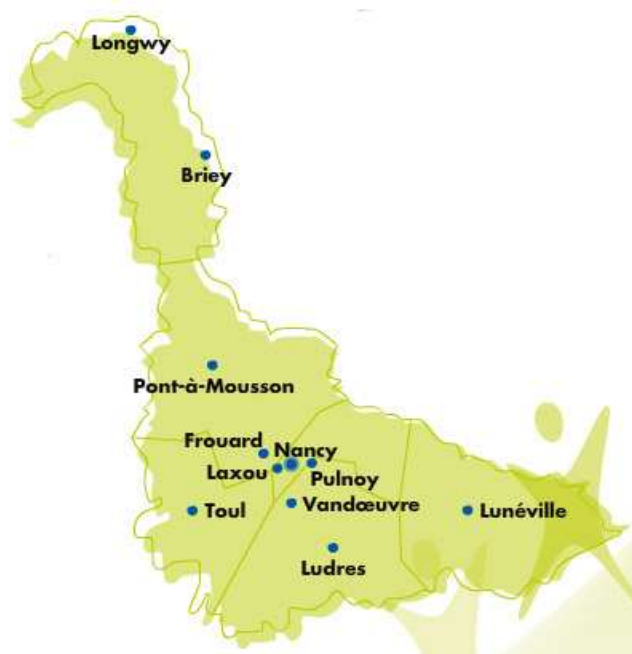 Longwy
Briey
Pont-à-Mousson
Frouard
Nancy
Laxou
Pulnoy
Toul
Vandœuvre
Lunéville
Ludres